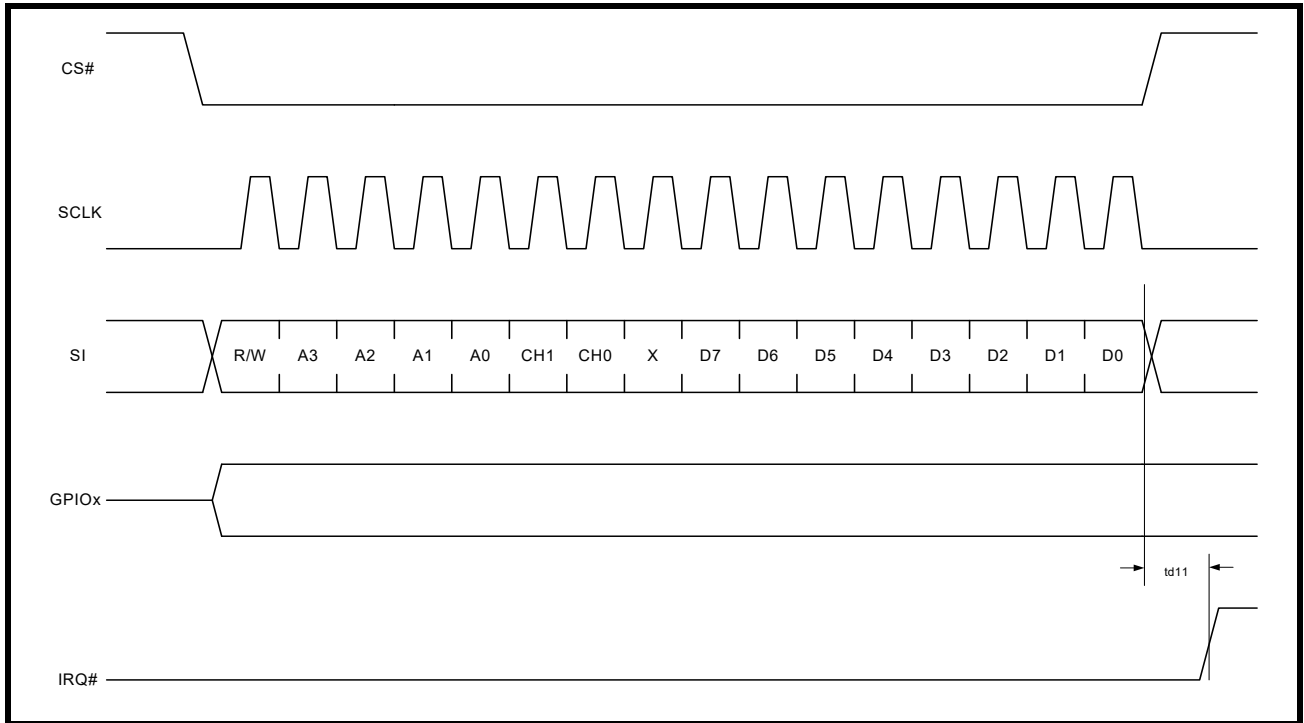 CS#
SCLK
SI R/W A3 A2 A1 A0 CH1 CH0 X D7 D6 D5 D4 D3 D2 D1 D0
GPIOx
td11
IRQ#